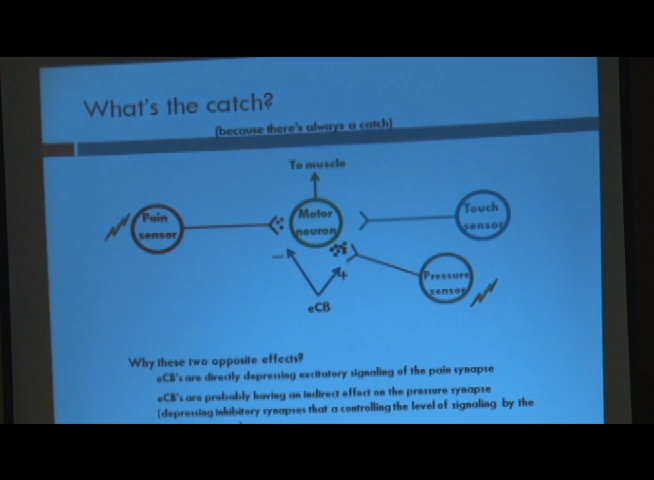 What's the catch?
(because there's always a catch)
To muscle
Pain
sensor
Motor
neuron
Touch
sensor
Pressure
sensor
−
+
eCB
Why these two opposite effects?
eCB's are directly depressing excitatory signaling of the pain synapse
eCB's are probably having an indirect effect on the pressure synapse
(depressing inhibitory synapses that a controlling the level of signaling by the